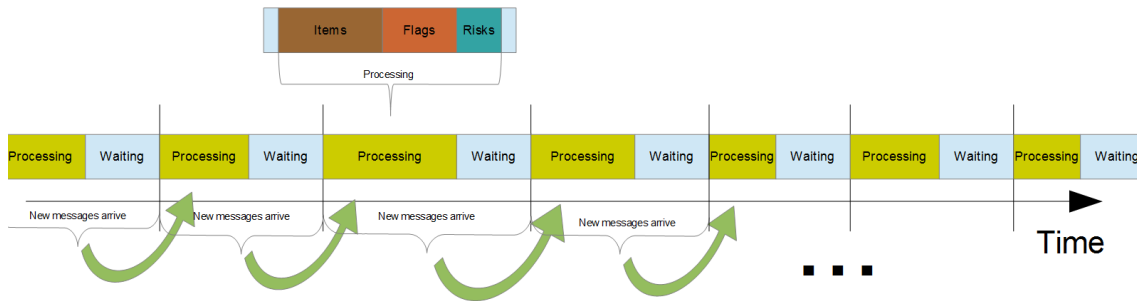 Items Flags Risks
Processing
Processing Waiting Processing Waiting Processing Waiting Processing Waiting Processing Waiting Processing Waiting Processing Waiting
New messages arrive New messages arrive New messages arrive New messages arrive
Time